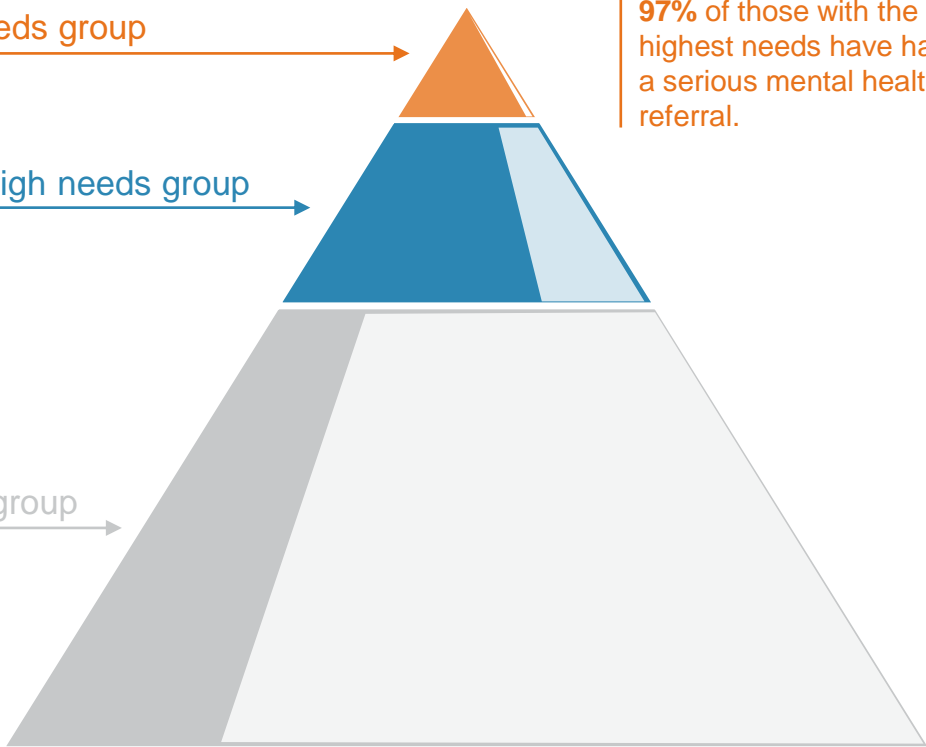 eds group
97% of those with the
highest needs have ha
a serious mental healt
referral.
igh needs group
group